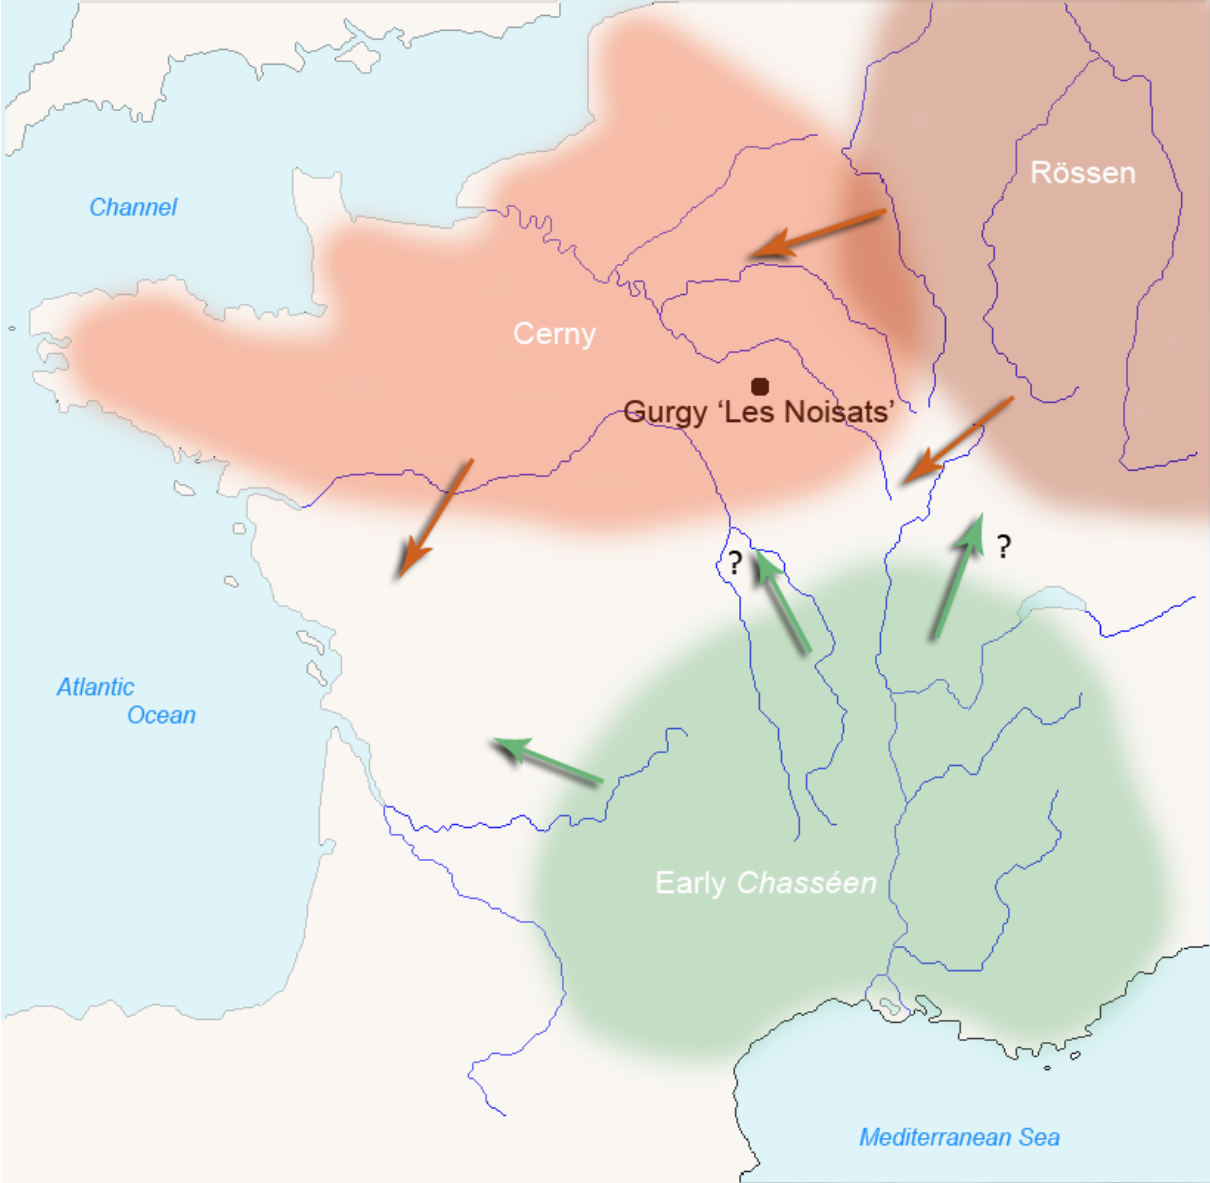 Rössen
Channel
Cerny
Gurgy ‘Les Noisats’
?
?
Atlantic
Ocean
Early Chasséen
Mediterranean Sea